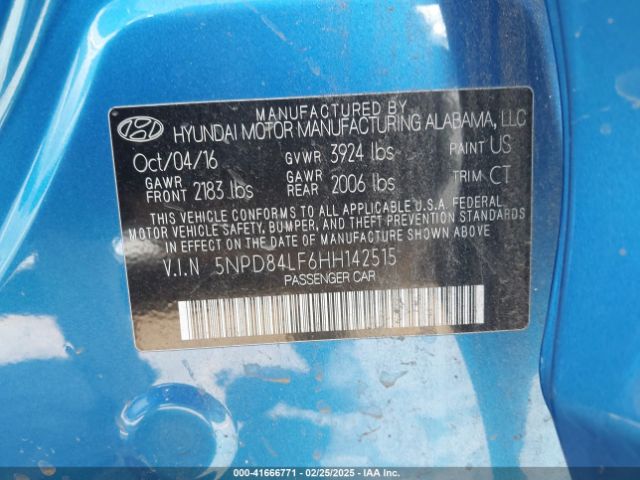 MANUFACTURED BY
HYUNDAI MOTOR MANUFACTURING ALABAMA, LLC
Oct/04/16 GVWR 3924 lbs PAINT US
GAWR FRONT 2183 lbs GAWR REAR 2006 lbs TRIM CT
THIS VEHICLE CONFORMS TO ALL APPLICABLE U.S.A. FEDERAL
MOTOR VEHICLE SAFETY, BUMPER, AND THEFT PREVENTION STANDARDS
IN EFFECT ON THE DATE OF MANUFACTURE SHOWN ABOVE.
V.I.N 5NPD84LF6HH142515
PASSENGER CAR
000-41666771 - 02/25/2025 - IAA Inc.